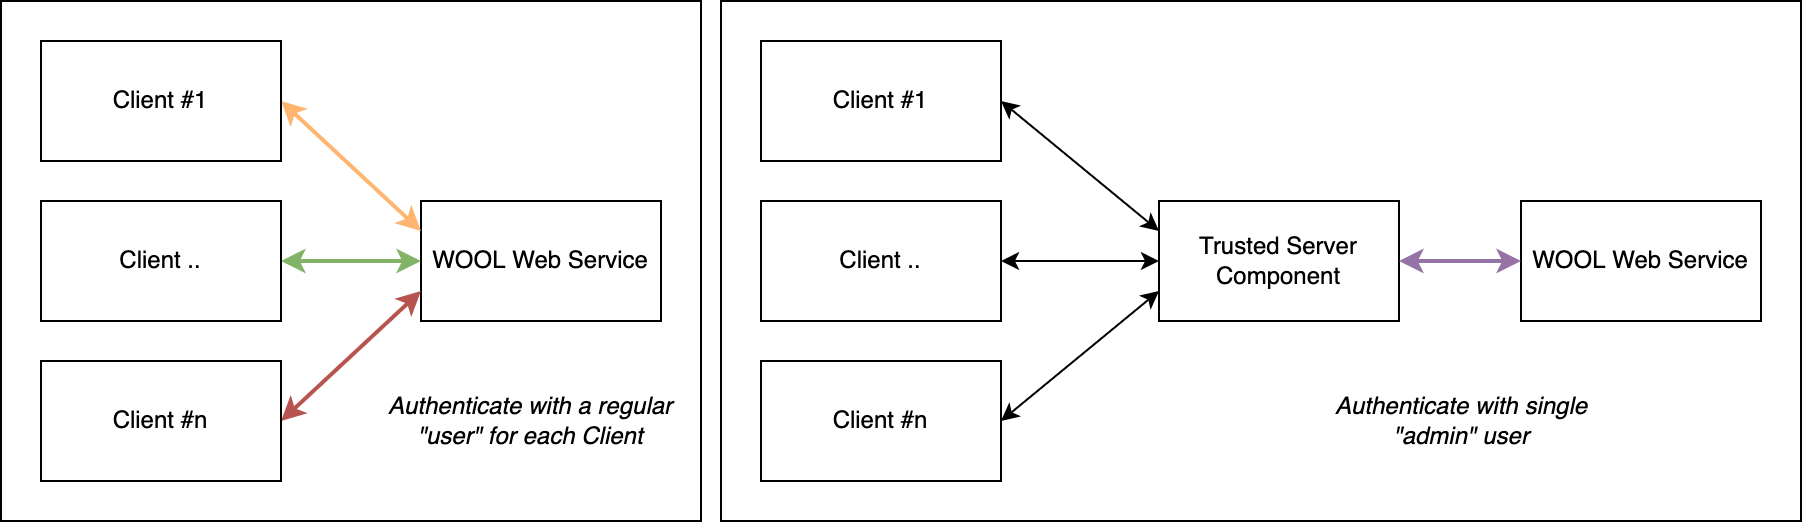 Client #1
Client ..
Client #n
WOOL Web Service
Authenticate with a regular
"user" for each Client
Client #1
Client ..
Client #n
Trusted Server
Component
WOOL Web Service
Authenticate with single
"admin" user